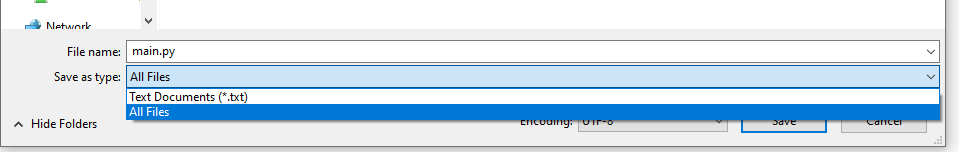 Network
File name: main.py
Save as type: All Files
Text Documents (*.txt)
All Files
Hide Folders Encoding: UTF-8 Save Cancel